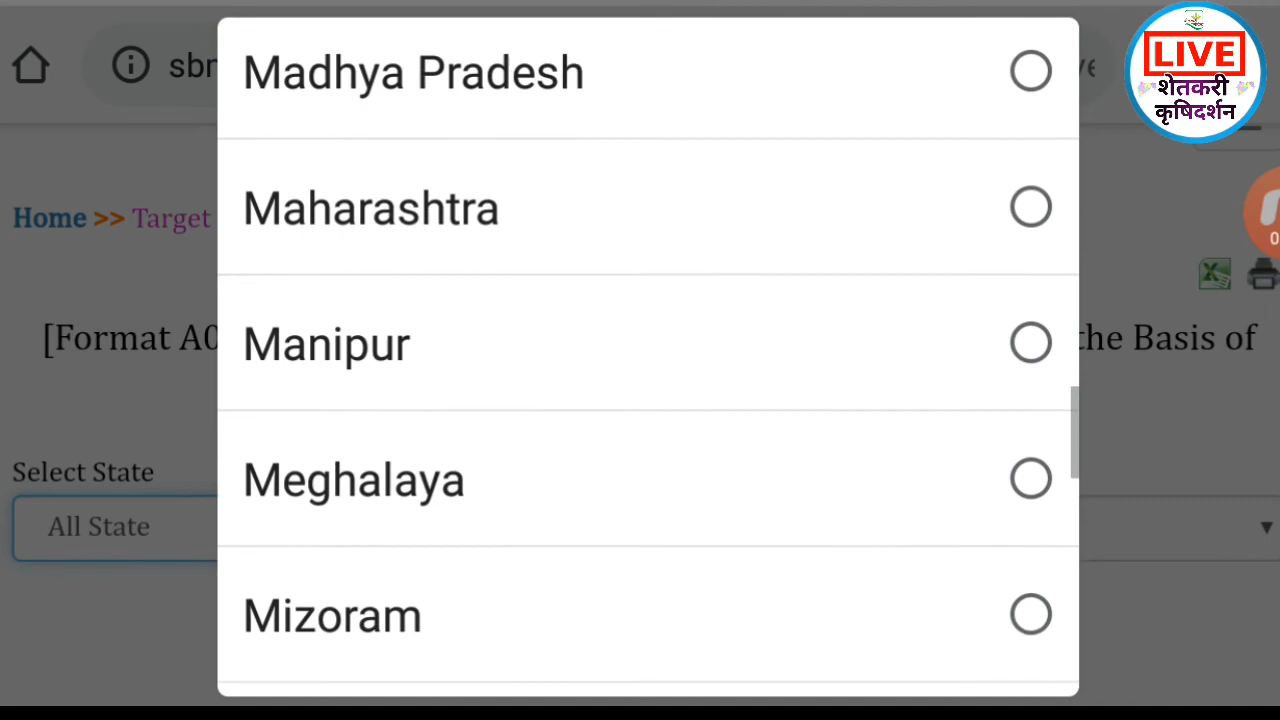 Madhya Pradesh
LIVE
शेतकरी
कृषिदर्शन
sbr
Maharashtra
Home >> Target
[Format A0
the Basis of
Manipur
Select State
Meghalaya
All State
Mizoram